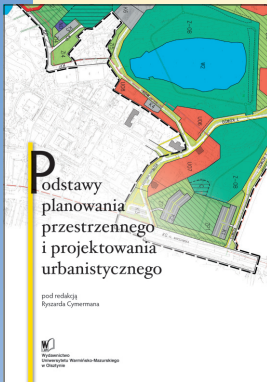 Podstawy
planowania
przestrzennego
i projektowania
urbanistycznego
pod redakcją
Ryszarda Cymermana
Wydawnictwo
Uniwersytetu Warmińsko-Mazurskiego
w Olsztynie